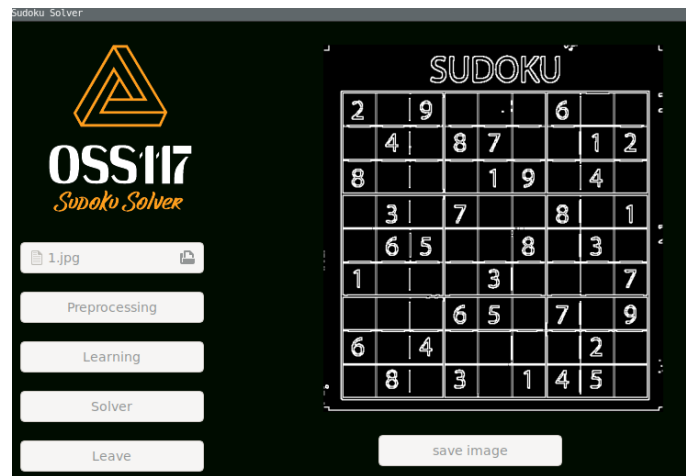 Sudoku Solver
OSS117
Sudoku Solver
1.jpg
Preprocessing
Learning
Solver
Leave
SUDOKU
2 9 6
4 8 7 1 2
8 1 9 4
3 7 8 1
6 5 8 3
1 3 7
6 5 7 9
6 4 2
8 3 1 4 5
save image